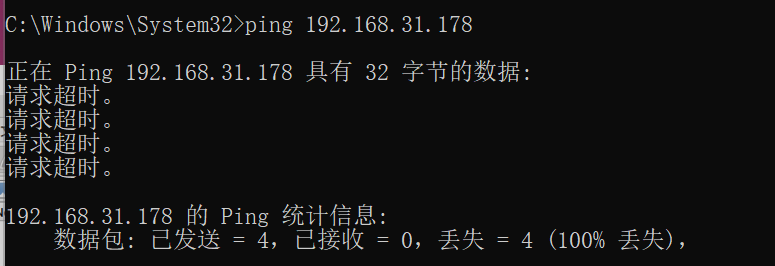 C:\Windows\System32>ping 192.168.31.178
正在 Ping 192.168.31.178 具有 32 字节的数据:
请求超时。
请求超时。
请求超时。
请求超时。
192.168.31.178 的 Ping 统计信息:
数据包: 已发送 = 4，已接收 = 0，丢失 = 4 (100% 丢失)，